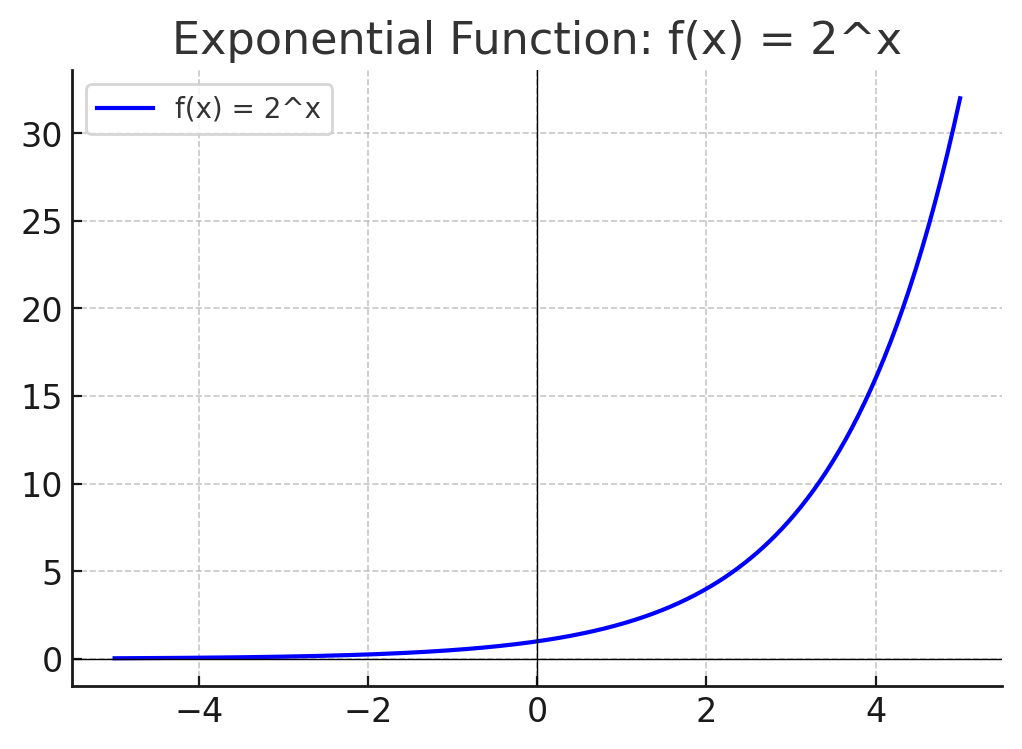 Exponential Function: f(x) = 2^x
f(x) = 2^x
30
25
20
15
10
5
0
−4 −2 0 2 4